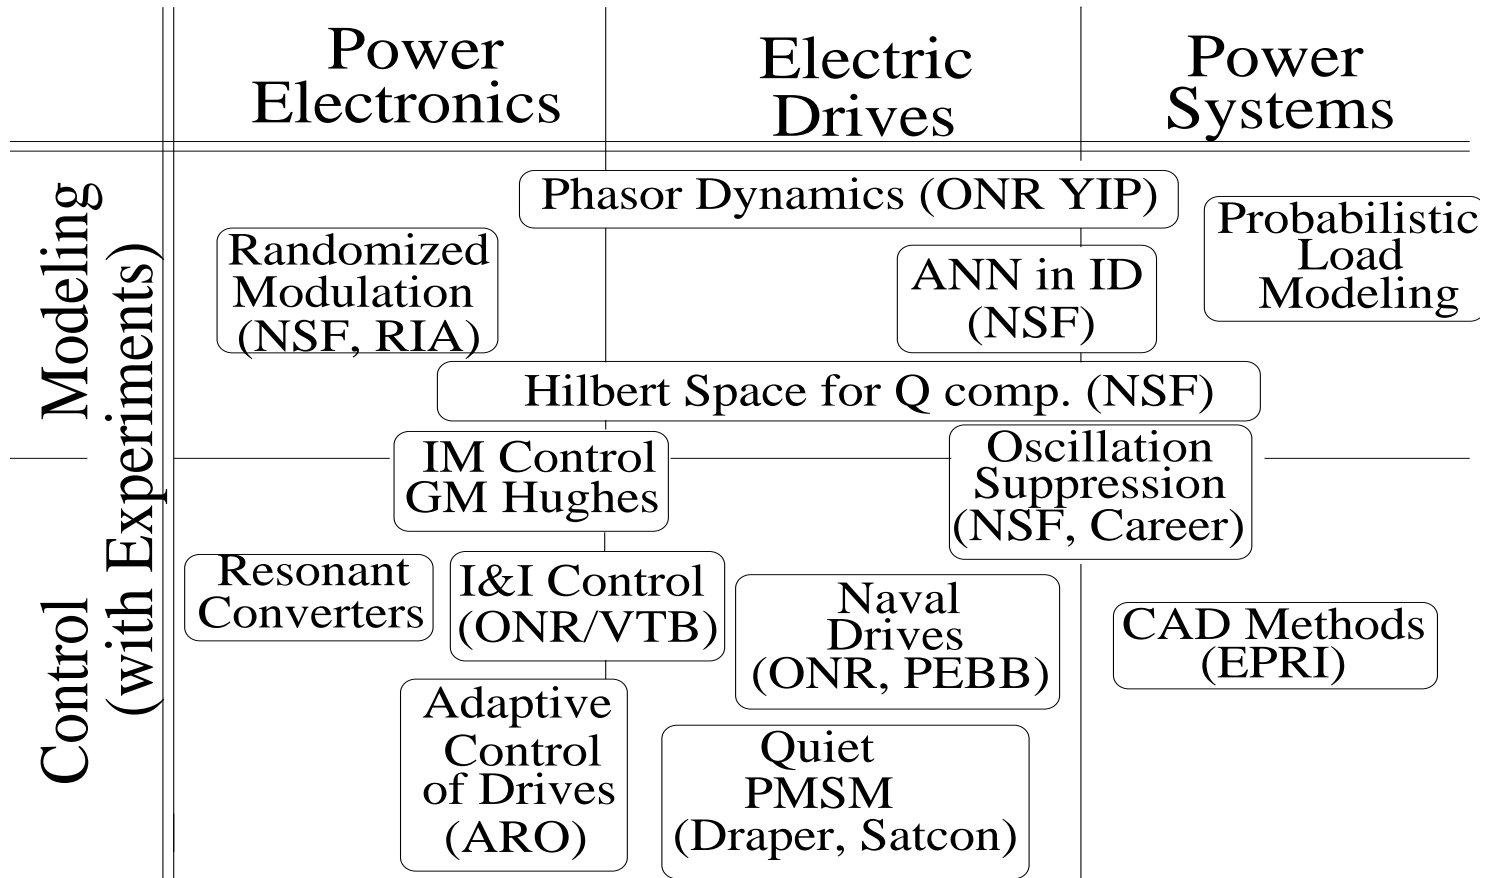 Power
Electronics
Electric
Drives
Power
Systems
Modeling
Control
(with Experiments)
Phasor Dynamics (ONR YIP)
Probabilistic
Load
Modeling
Randomized
Modulation
(NSF, RIA)
ANN in ID
(NSF)
Hilbert Space for Q comp. (NSF)
IM Control
GM Hughes
Oscillation
Suppression
(NSF, Career)
Resonant
Converters
I&I Control
(ONR/VTB)
Naval
Drives
(ONR, PEBB)
CAD Methods
(EPRI)
Adaptive
Control
of Drives
(ARO)
Quiet
PMSM
(Draper, Satcon)